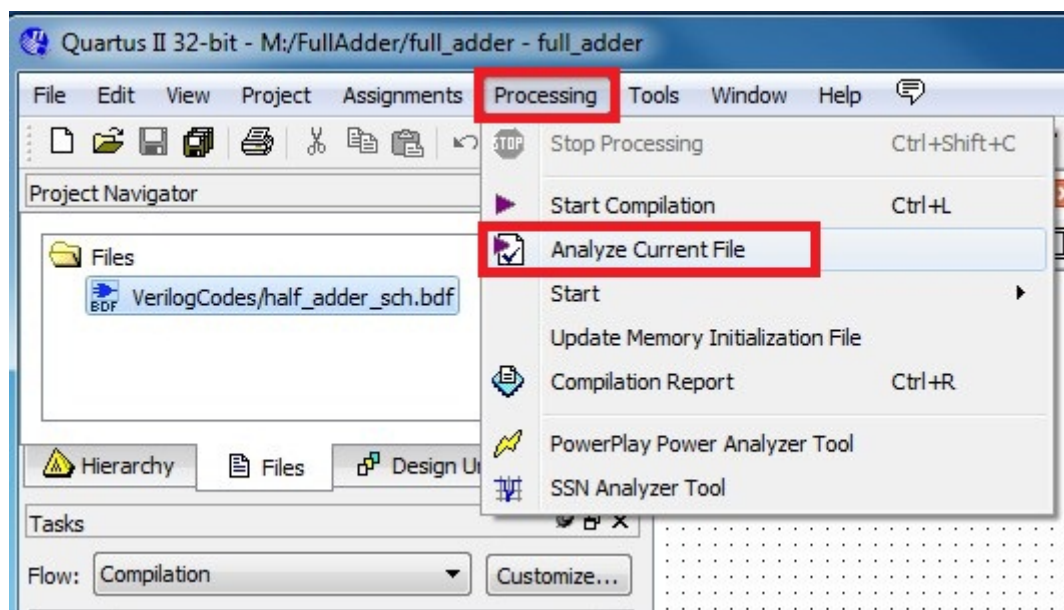 Quartus II 32-bit - M:/FullAdder/full_adder - full_adder
File Edit View Project Assignments Processing Tools Window Help
STOP Stop Processing Ctrl+Shift+C
Project Navigator
Start Compilation Ctrl+L
Files
Analyze Current File
BDF VerilogCodes/half_adder_sch.bdf
Start
Update Memory Initialization File
Compilation Report Ctrl+R
PowerPlay Power Analyzer Tool
Hierarchy Files Design U
SSN Analyzer Tool
Tasks
Flow: Compilation Customize...